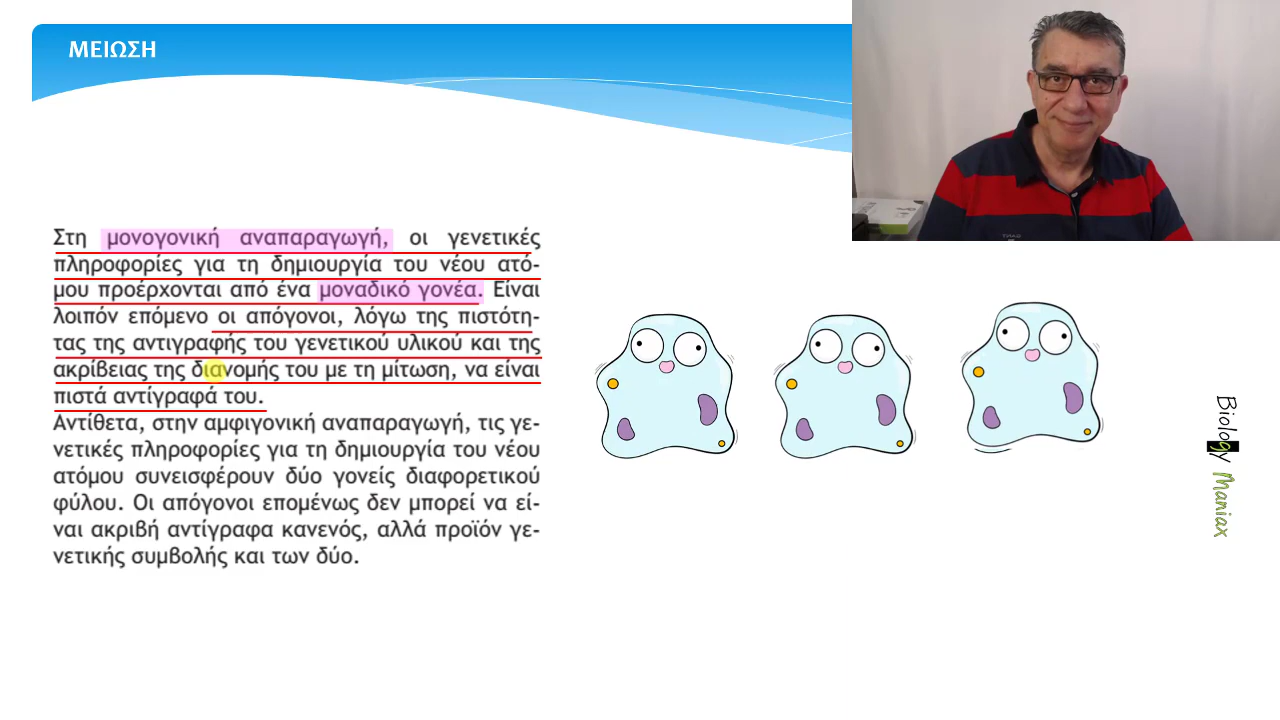 ΜΕΙΩΣΗ
Στη μονογονική αναπαραγωγή, οι γενετικές
πληροφορίες για τη δημιουργία του νέου ατό-
μου προέρχονται από ένα μοναδικό γονέα. Είναι
λοιπόν επόμενο οι απόγονοι, λόγω της πιστότη-
τας της αντιγραφής του γενετικού υλικού και της
ακρίβειας της διανομής του με τη μίτωση, να είναι
πιστά αντίγραφά του.
Αντίθετα, στην αμφιγονική αναπαραγωγή, τις γε-
νετικές πληροφορίες για τη δημιουργία του νέου
ατόμου συνεισφέρουν δύο γονείς διαφορετικού
φύλου. Οι απόγονοι επομένως δεν μπορεί να εί-
ναι ακριβή αντίγραφα κανενός, αλλά προϊόν γε-
νετικής συμβολής και των δύο.
Biology Maniax